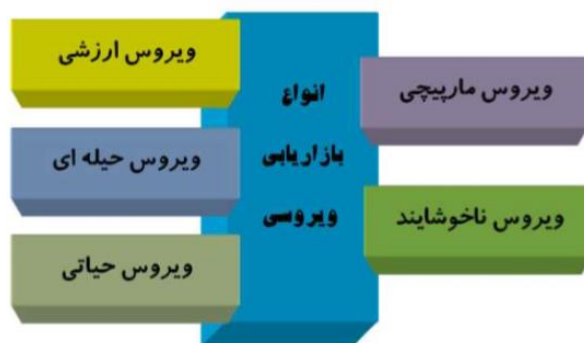 انواع
بازاریابی
ویروسی
ویروس مارپیچی
ویروس ناخوشایند
ویروس ارزشی
ویروس حیله ای
ویروس حیاتی